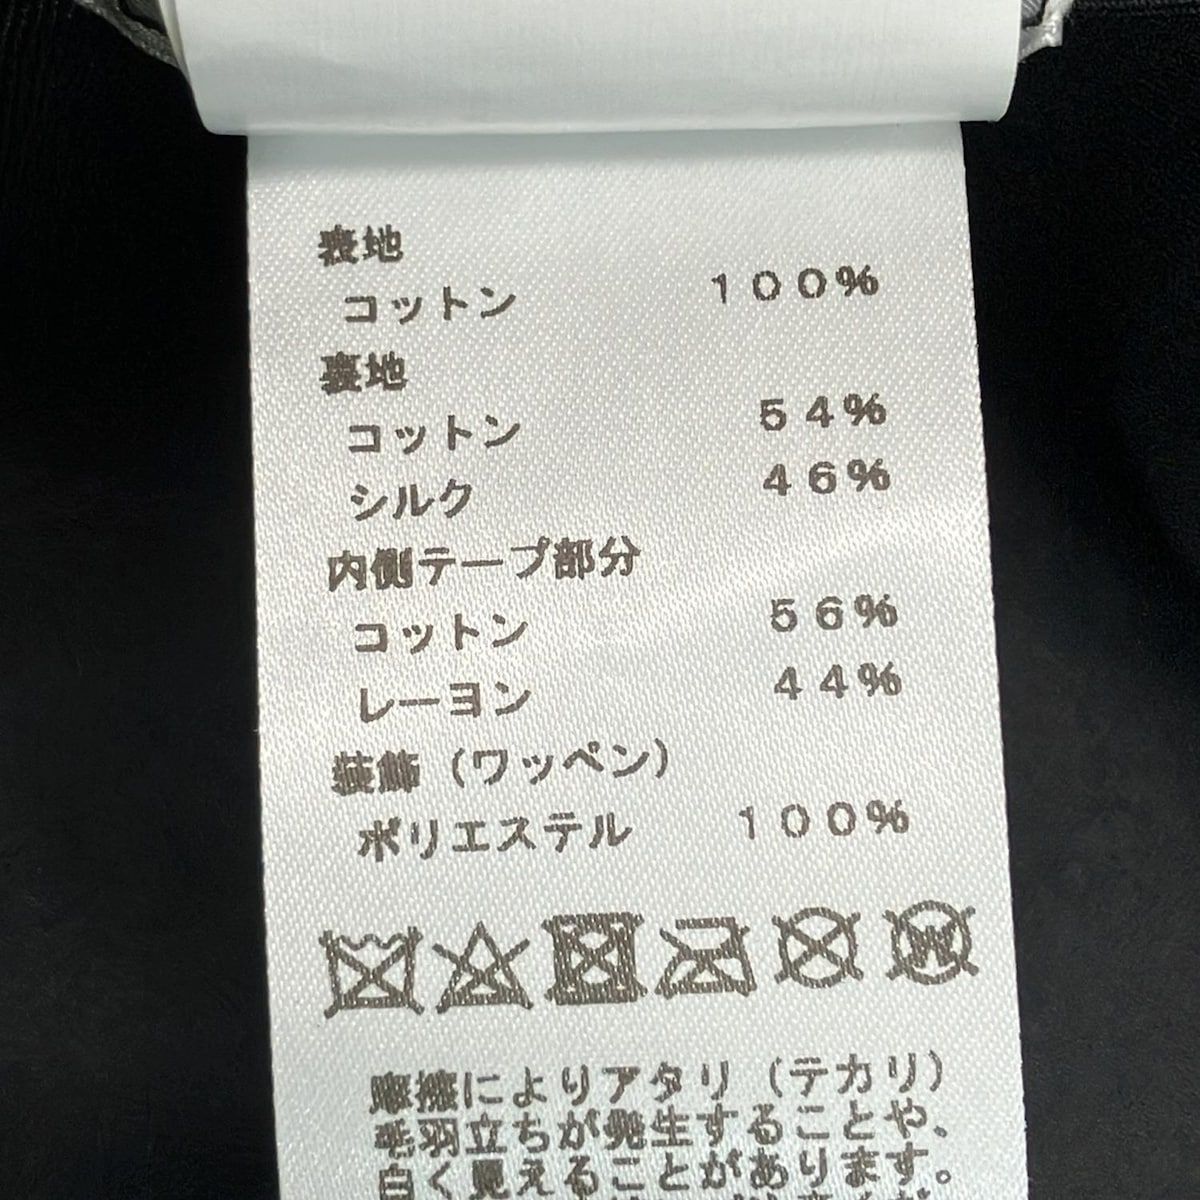 表地
コットン 100%
裏地
コットン 54%
シルク 46%
内側テープ部分
コットン 56%
レーヨン 44%
装飾（ワッペン）
ポリエステル 100%
W
摩擦によりアタリ（テカリ）
毛羽立ちが発生することや、
白く見えることがあります。